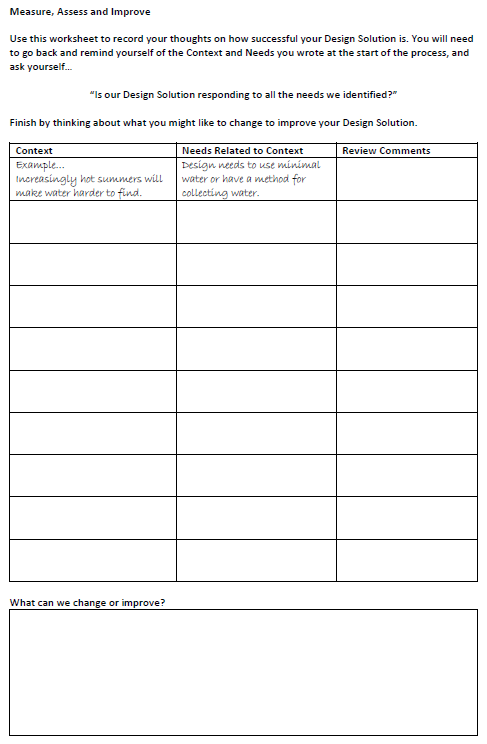 Measure, Assess and Improve
Use this worksheet to record your thoughts on how successful your Design Solution is. You will need
to go back and remind yourself of the Context and Needs you wrote at the start of the process, and
ask yourself...
“Is our Design Solution responding to all the needs we identified?”
Finish by thinking about what you might like to change to improve your Design Solution.
Context
Needs Related to Context
Review Comments
Example...
Increasingly hot summers will
make water harder to find.
Design needs to use minimal
water or have a method for
collecting water.
What can we change or improve?